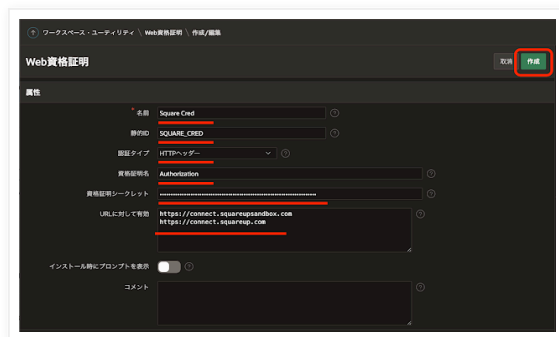 ワークスペース・ユーティリティ \ Web資格証明 \ 作成/編集
Web資格証明
取消
作成
属性
* 名前 Square Cred
静的ID SQUARE_CRED
認証タイプ HTTPヘッダー
資格証明名 Authorization
資格証明シークレット
URLに対して有効 https://connect.squareupsandbox.com
https://connect.squareup.com
インストール時にプロンプトを表示
コメント